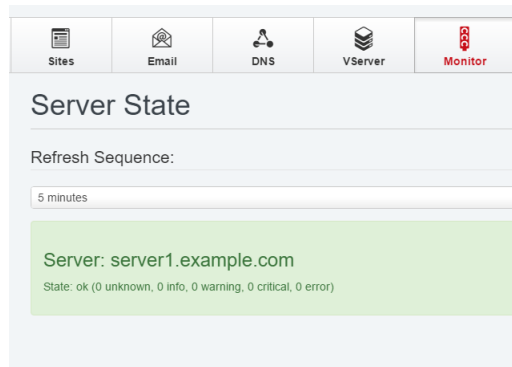 Sites
Email
DNS
VServer
Monitor
Server State
Refresh Sequence:
5 minutes
Server: server1.example.com
State: ok (0 unknown, 0 info, 0 warning, 0 critical, 0 error)